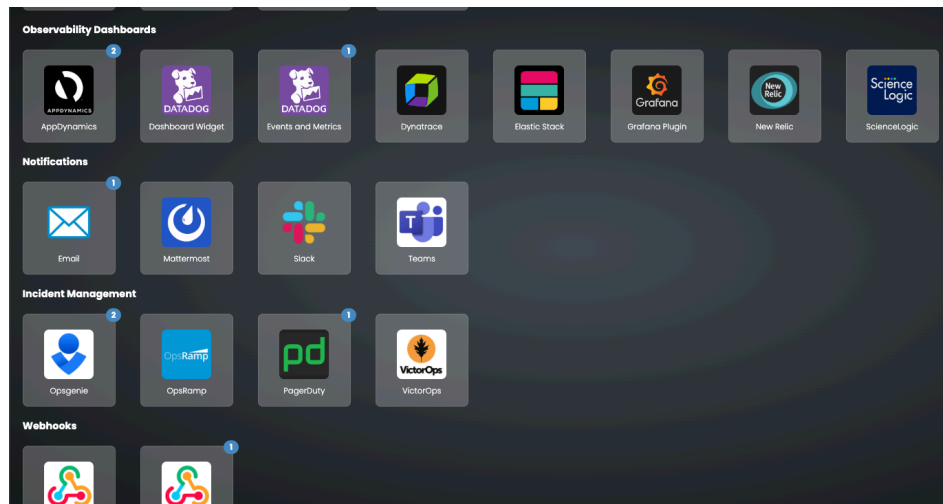 Observability Dashboards
2
1
APPDYNAMICS
DATADOG
DATADOG
Grafana
New
Relic
Science
Logic
AppDynamics
Dashboard Widget
Events and Metrics
Dynatrace
Elastic Stack
Grafana Plugin
New Relic
ScienceLogic
Notifications
1
T
Email
Mattermost
Slack
Teams
Incident Management
2
1
OpsRamp
pd
VictorOps
Opsgenie
OpsRamp
PagerDuty
VictorOps
Webhooks
1